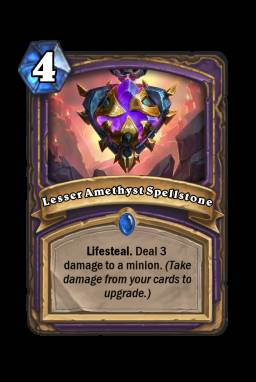 4
Lesser Amethyst Spellstone
Lifesteal. Deal 3
damage to a minion. (Take
damage from your cards to
upgrade.)